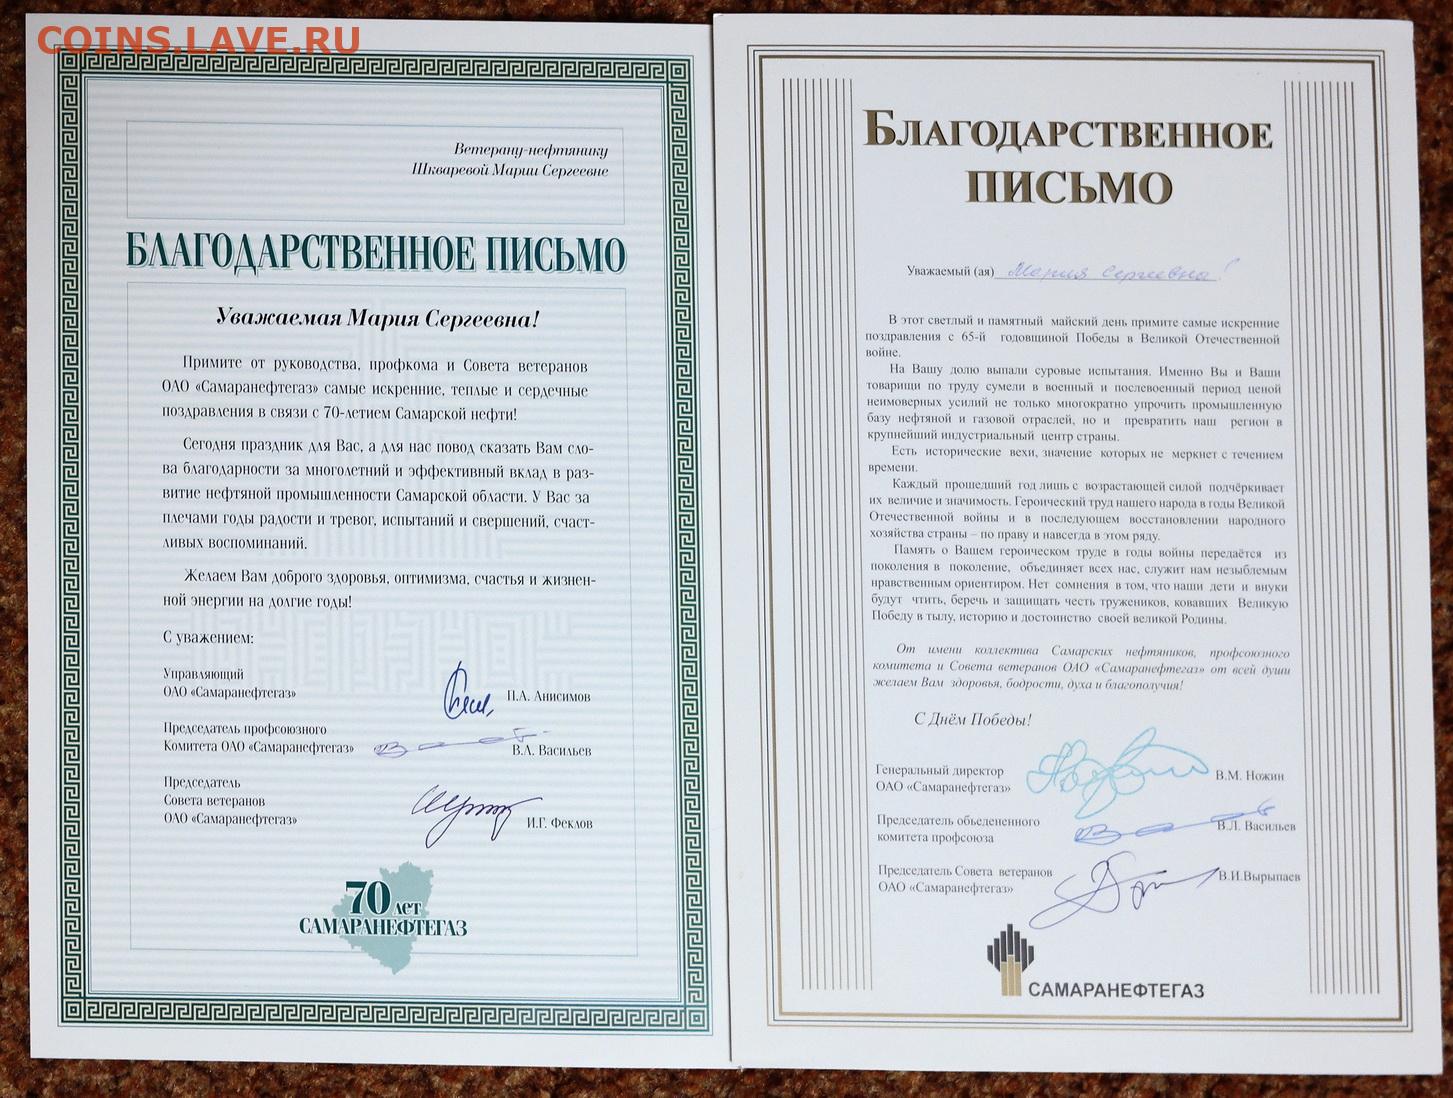 COINS.LAVE.RU
Ветерану-нефтянику
Шкваревой Марии Сергеевне
БЛАГОДАРСТВЕННОЕ ПИСЬМО
Уважаемая Мария Сергеевна!
Примите от руководства, профкома и Совета ветеранов
ОАО «Самаранефтегаз» самые искренние, теплые и сердечные
поздравления в связи с 70-летием Самарской нефти!
Сегодня праздник для Вас, а для нас повод сказать Вам сло-
ва благодарности за многолетний и эффективный вклад в раз-
витие нефтяной промышленности Самарской области. У Вас за
плечами годы радости и тревог, испытаний и свершений, счаст-
ливых воспоминаний.
Желаем Вам доброго здоровья, оптимизма, счастья и жизнен-
ной энергии на долгие годы!
С уважением:
Управляющий
ОАО «Самаранефтегаз»
П.А. Анисимов
Председатель профсоюзного
Комитета ОАО «Самаранефтегаз»
В.Л. Васильев
Председатель
Совета ветеранов
ОАО «Самаранефтегаз»
И.Г. Феклов
70 лет
САМАРАНЕФТЕГАЗ
БЛАГОДАРСТВЕННОЕ
ПИСЬМО
Уважаемый (ая) Мария Сергеевна!
В этот светлый и памятный майский день примите самые искренние
поздравления с 65-й годовщиной Победы в Великой Отечественной
войне.
На Вашу долю выпали суровые испытания. Именно Вы и Ваши
товарищи по труду сумели в военный и послевоенный период ценой
неимоверных усилий не только многократно упрочить промышленную
базу нефтяной и газовой отраслей, но и превратить наш регион в
крупнейший индустриальный центр страны.
Есть исторические вехи, значение которых не меркнет с течением
времени.
Каждый прошедший год лишь с возрастающей силой подчёркивает
их величие и значимость. Героический труд нашего народа в годы Великой
Отечественной войны и в последующем восстановлении народного
хозяйства страны – по праву и навсегда в этом ряду.
Память о Вашем героическом труде в годы войны передаётся из
поколения в поколение, объединяет всех нас, служит нам незыблемым
нравственным ориентиром. Нет сомнения в том, что наши дети и внуки
будут чтить, беречь и защищать честь тружеников, ковавших Великую
Победу в тылу, историю и достоинство своей великой Родины.
От имени коллектива Самарских нефтяников, профсоюзного
комитета и Совета ветеранов ОАО «Самаранефтегаз» от всей души
желаем Вам здоровья, бодрости, духа и благополучия!
С Днём Победы!
Генеральный директор
ОАО «Самаранефтегаз»
В.М. Ножин
Председатель объеденненого
комитета профсоюза
В.Л. Васильев
Председатель Совета ветеранов
ОАО «Самаранефтегаз»
В.И.Вырыпаев
САМАРАНЕФТЕГАЗ